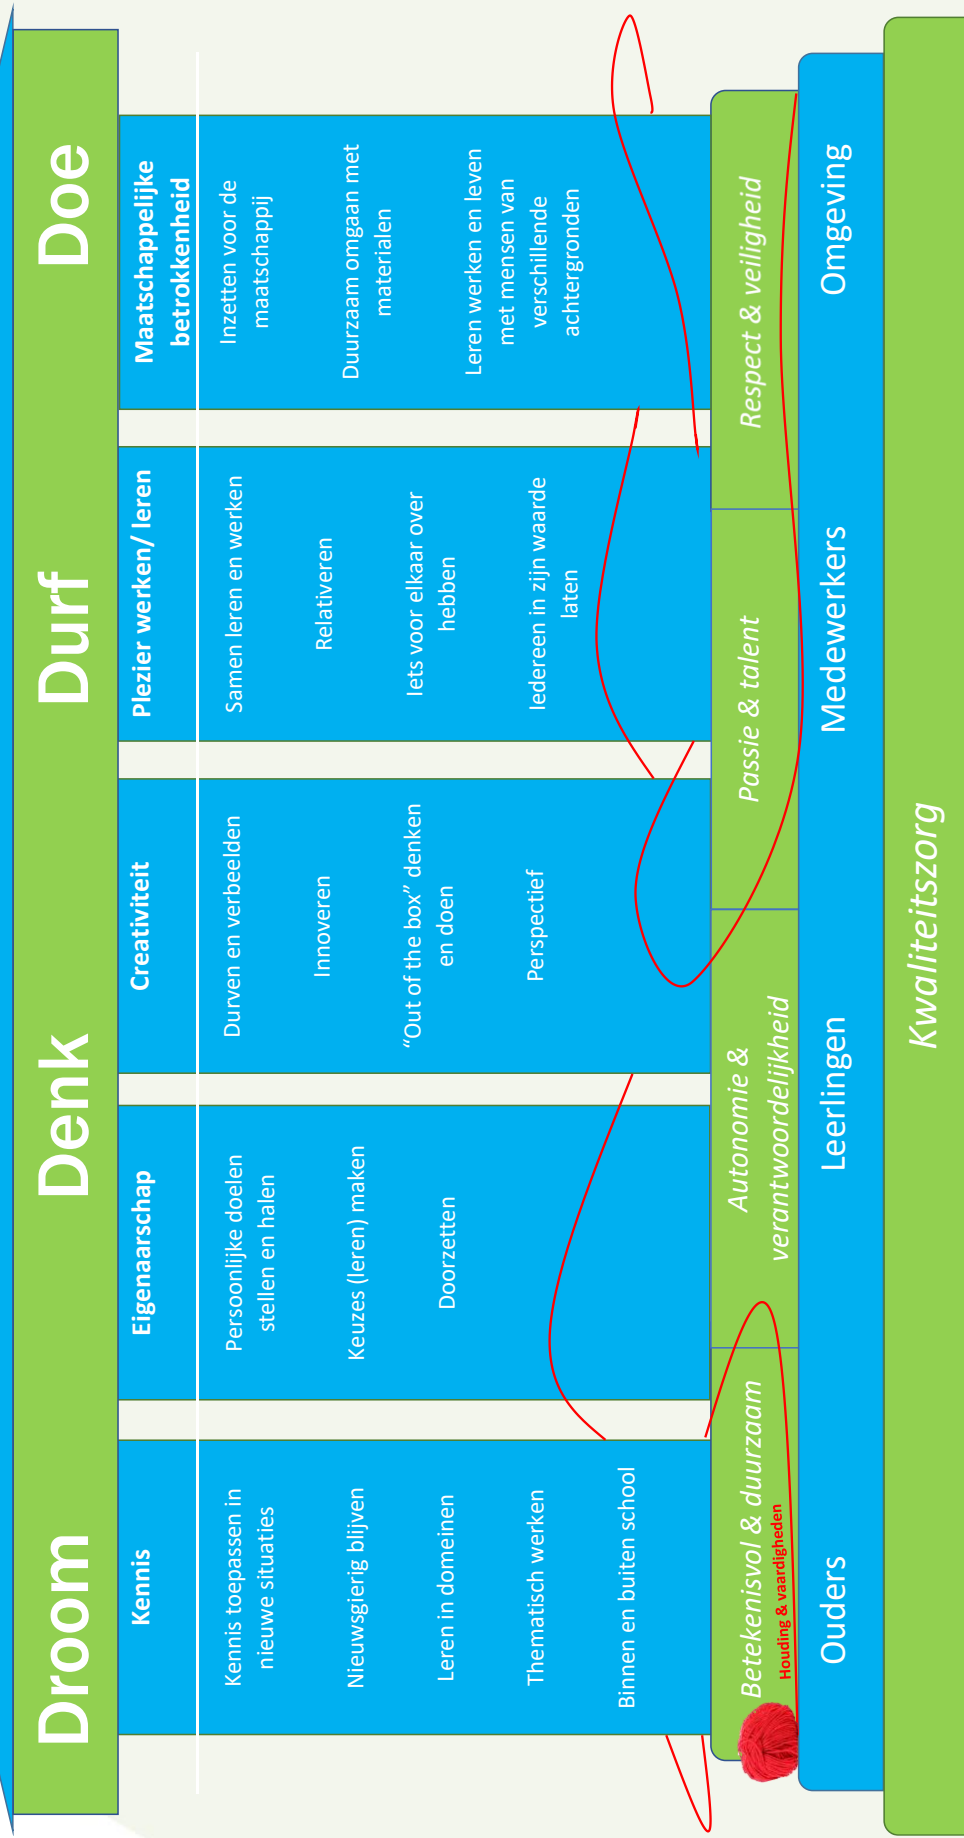 Droom Denk Durf Doe
Kennis
Kennis toepassen in
nieuwe situaties
Nieuwsgierig blijven
Leren in domeinen
Thematisch werken
Binnen en buiten school
Eigenaarschap
Persoonlijke doelen
stellen en halen
Keuzes (leren) maken
Doorzetten
Creativiteit
Durven en verbeelden
Innoveren
“Out of the box” denken
en doen
Perspectief
Plezier werken/ leren
Samen leren en werken
Relativeren
Iets voor elkaar over
hebben
Iedereen in zijn waarde
laten
Maatschappelijke
betrokkenheid
Inzetten voor de
maatschappij
Duurzaam omgaan met
materialen
Leren werken en leven
met mensen van
verschillende
achtergronden
Betekenisvol & duurzaam
Houding & vaardigheden
Autonomie &
verantwoordelijkheid
Passie & talent
Respect & veiligheid
Ouders Leerlingen Medewerkers Omgeving
Kwaliteitszorg